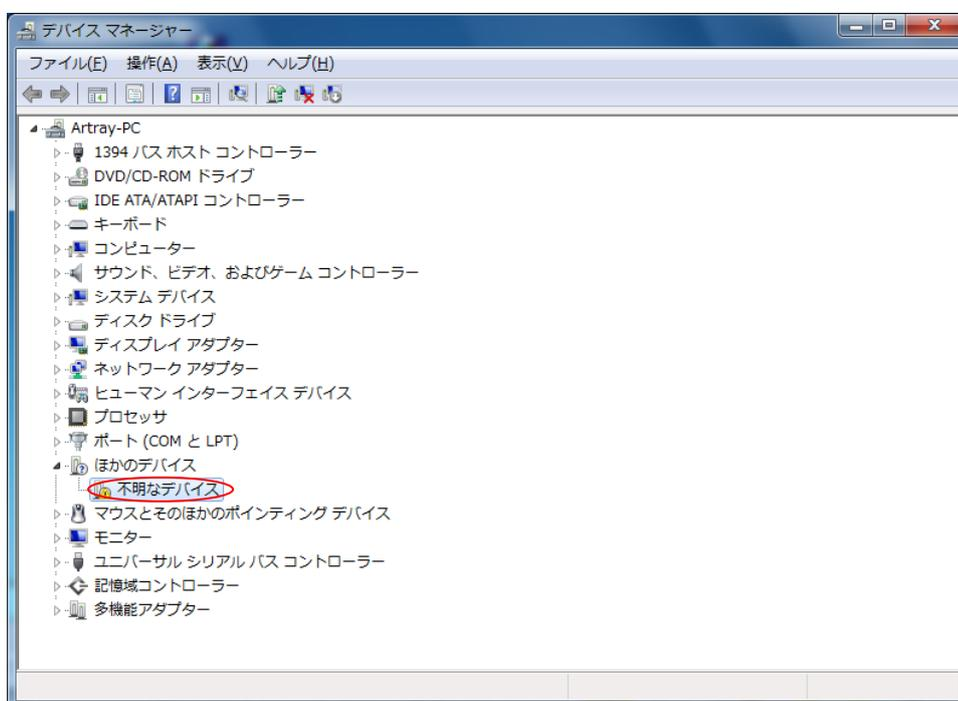 デバイス マネージャー
ファイル(F) 操作(A) 表示(V) ヘルプ(H)
Artray-PC
1394 バス ホスト コントローラー
DVD/CD-ROM ドライブ
IDE ATA/ATAPI コントローラー
キーボード
コンピューター
サウンド、ビデオ、およびゲーム コントローラー
システム デバイス
ディスク ドライブ
ディスプレイ アダプター
ネットワーク アダプター
ヒューマン インターフェイス デバイス
プロセッサ
ポート (COM と LPT)
ほかのデバイス
不明なデバイス
マウスとそのほかのポインティング デバイス
モニター
ユニバーサル シリアル バス コントローラー
記憶域コントローラー
多機能アダプター